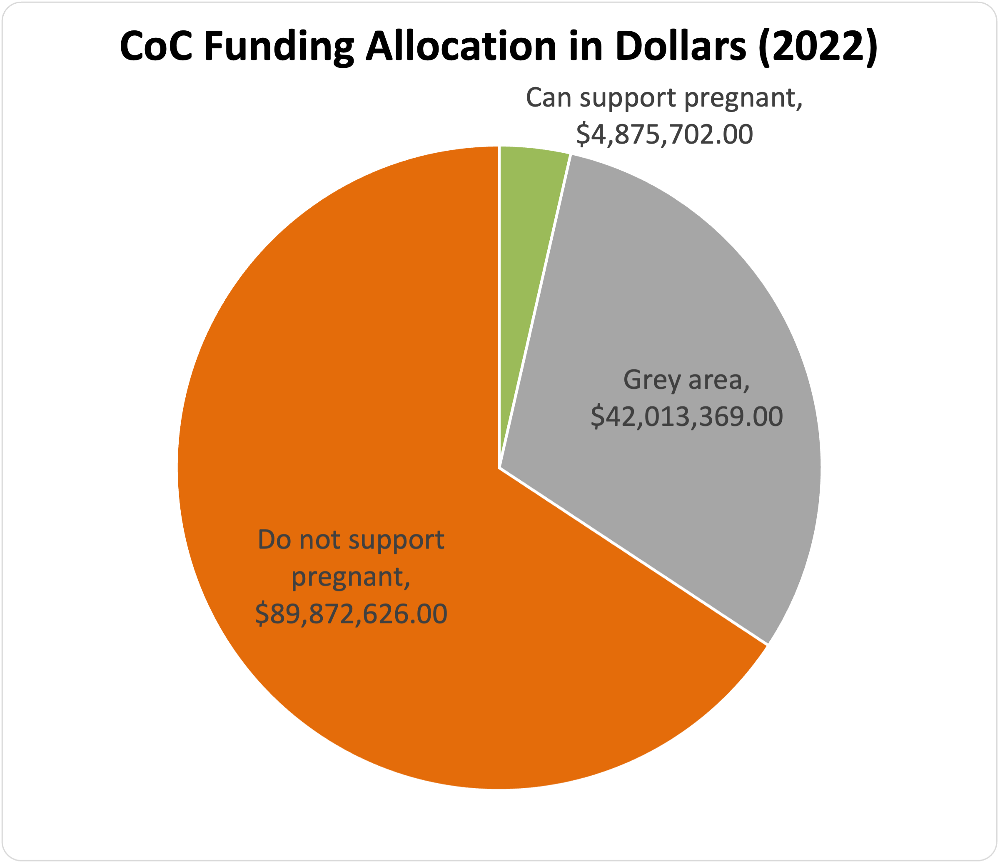 CoC Funding Allocation in Dollars (2022)
Can support pregnant,
$4,875,702.00
Grey area,
$42,013,369.00
Do not support
pregnant,
$89,872,626.00